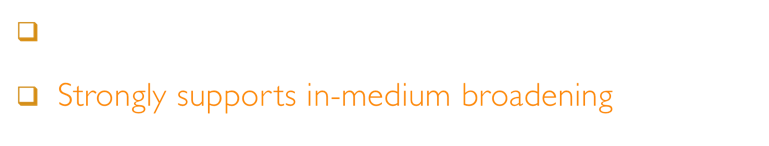 ❑
❑ Strongly supports in-medium broadening